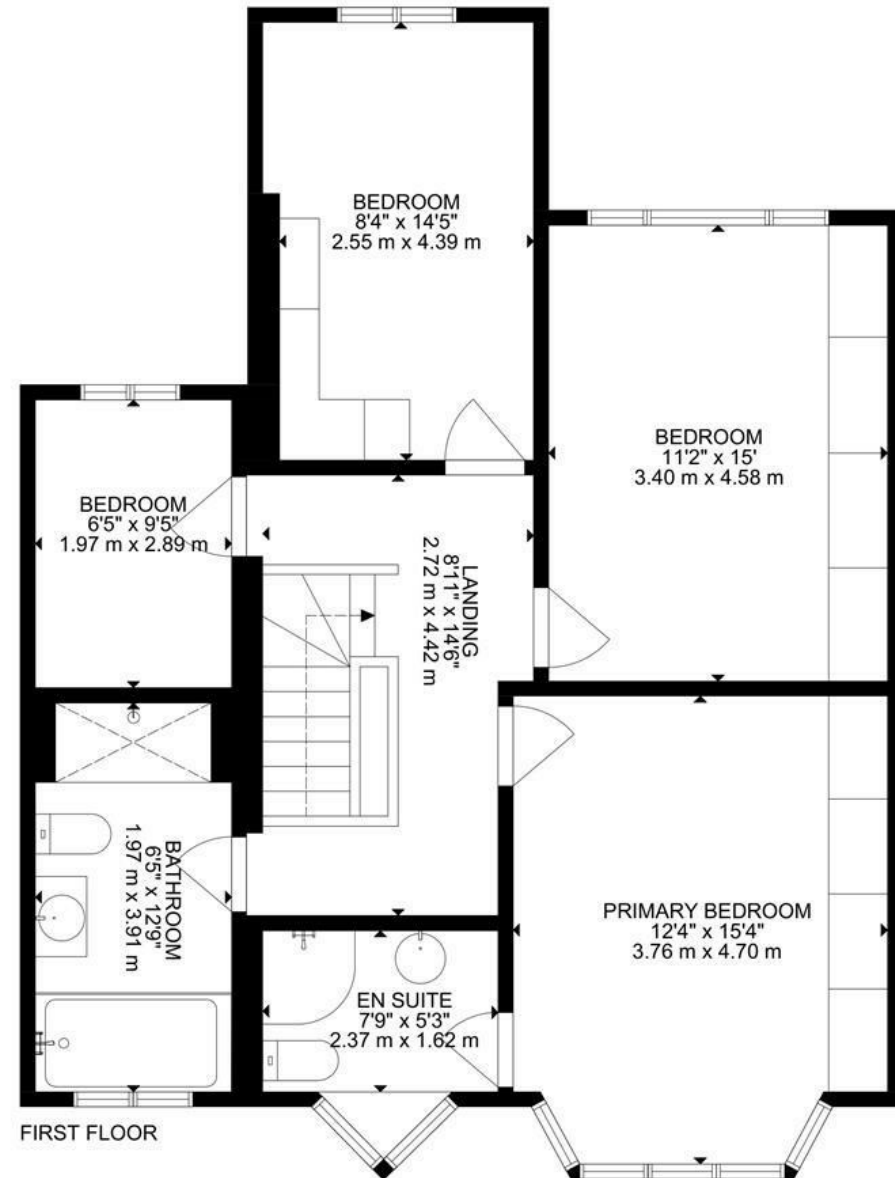 BEDROOM
8'4" x 14'5"
2.55 m x 4.39 m
BEDROOM
11'2" x 15'
3.40 m x 4.58 m
BEDROOM
6'5" x 9'5"
1.97 m x 2.89 m
LANDING
8'11" x 14'6"
2.72 m x 4.42 m
BATHROOM
6'5" x 12'9"
1.97 m x 3.91 m
PRIMARY BEDROOM
12'4" x 15'4"
3.76 m x 4.70 m
EN SUITE
7'9" x 5'3"
2.37 m x 1.62 m
FIRST FLOOR